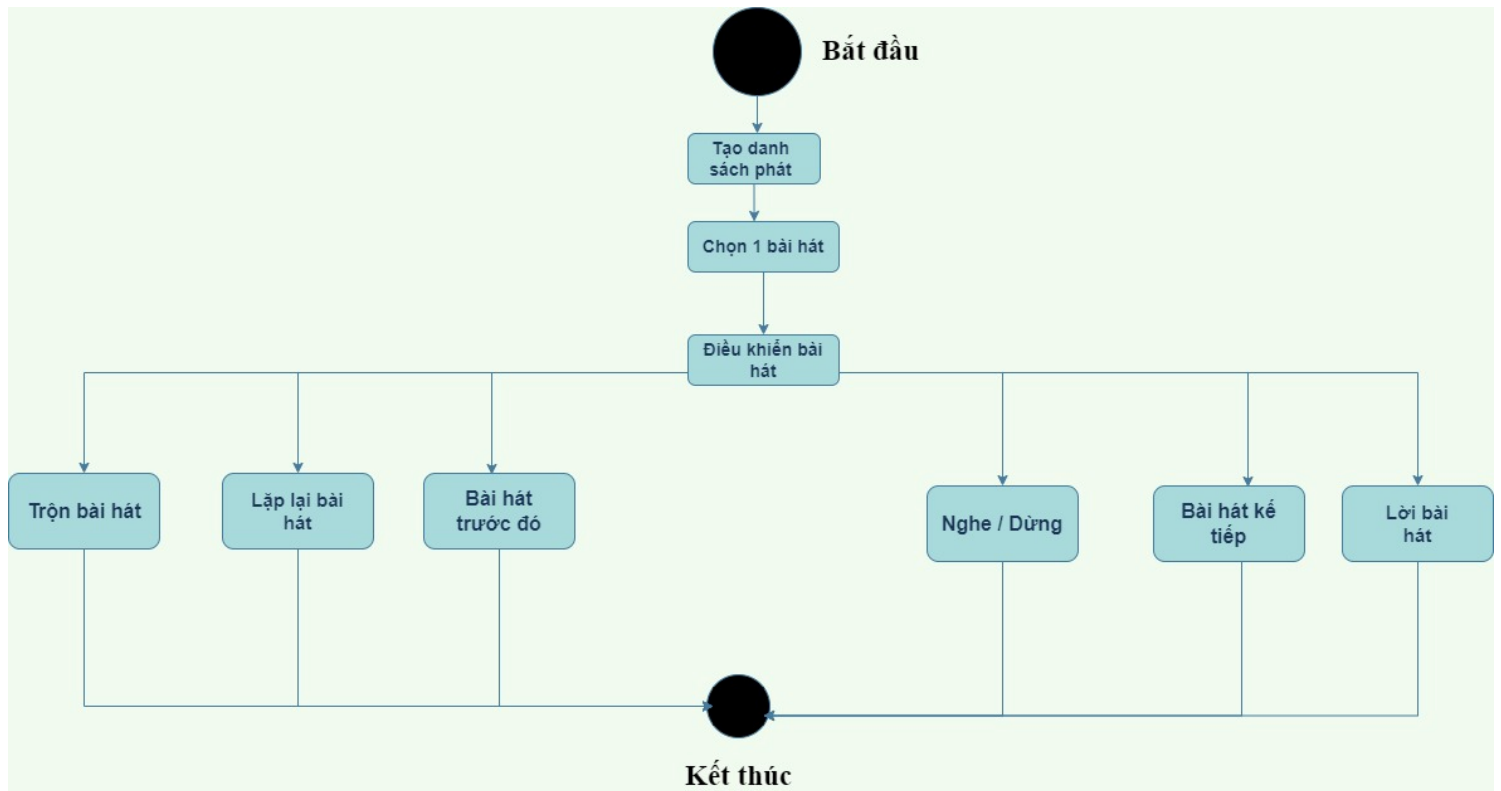 Bắt đầu
Tạo danh
sách phát
Chọn 1 bài hát
Điều khiển bài
hát
Trộn bài hát
Lặp lại bài
hát
Bài hát
trước đó
Nghe / Dừng
Bài hát kế
tiếp
Lời bài
hát
Kết thúc